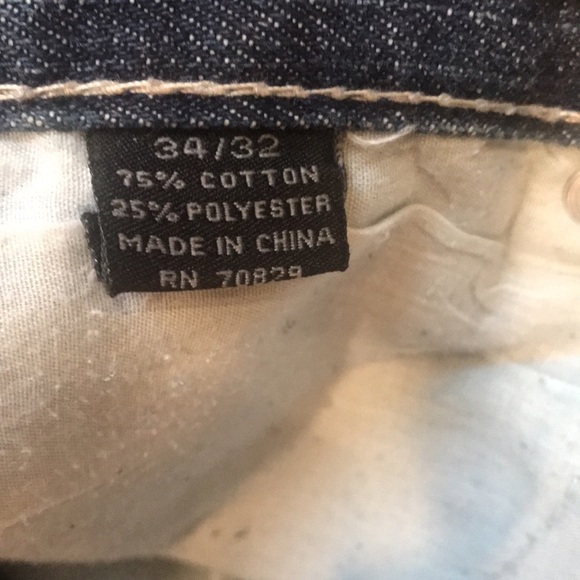 34/32
75% COTTON
25% POLYESTER
MADE IN CHINA
RN 70829